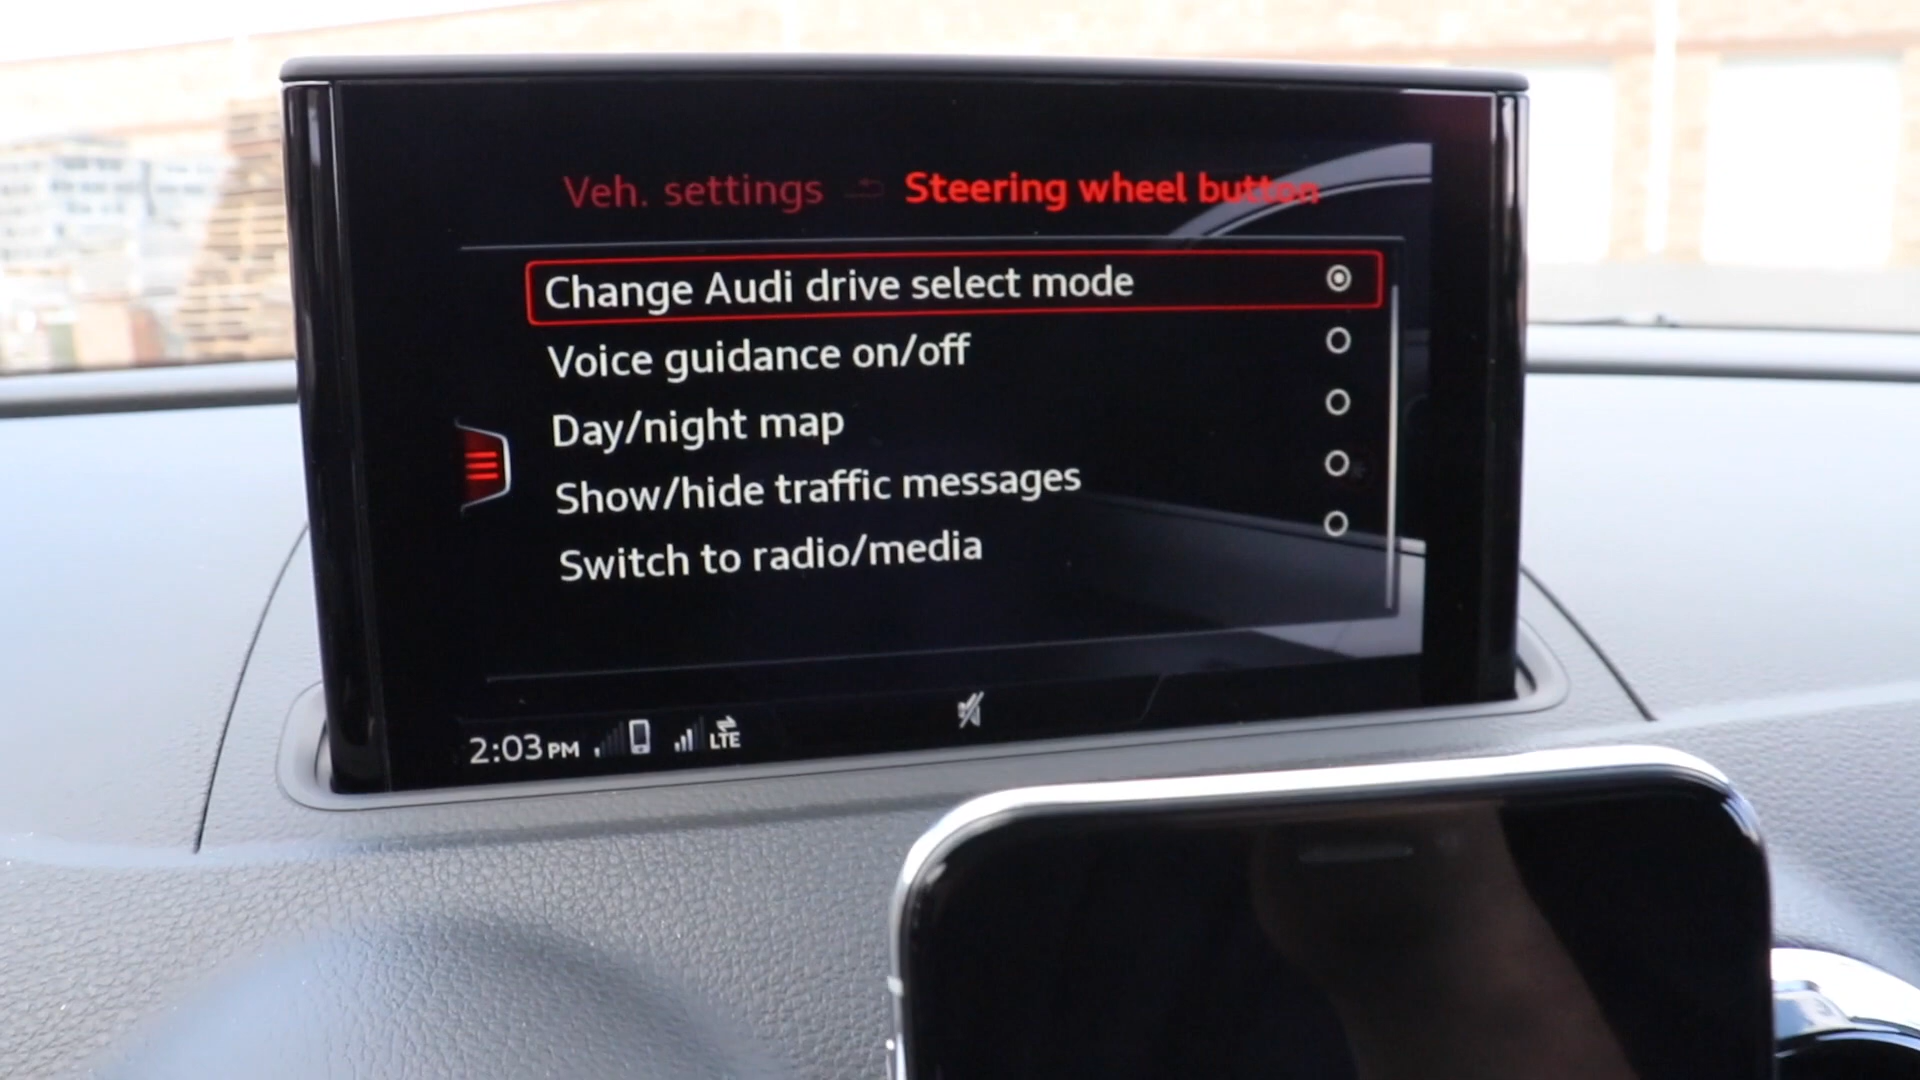 Veh. settings Steering wheel button
Change Audi drive select mode
Voice guidance on/off
Day/night map
Show/hide traffic messages
Switch to radio/media
2:03 PM LTE